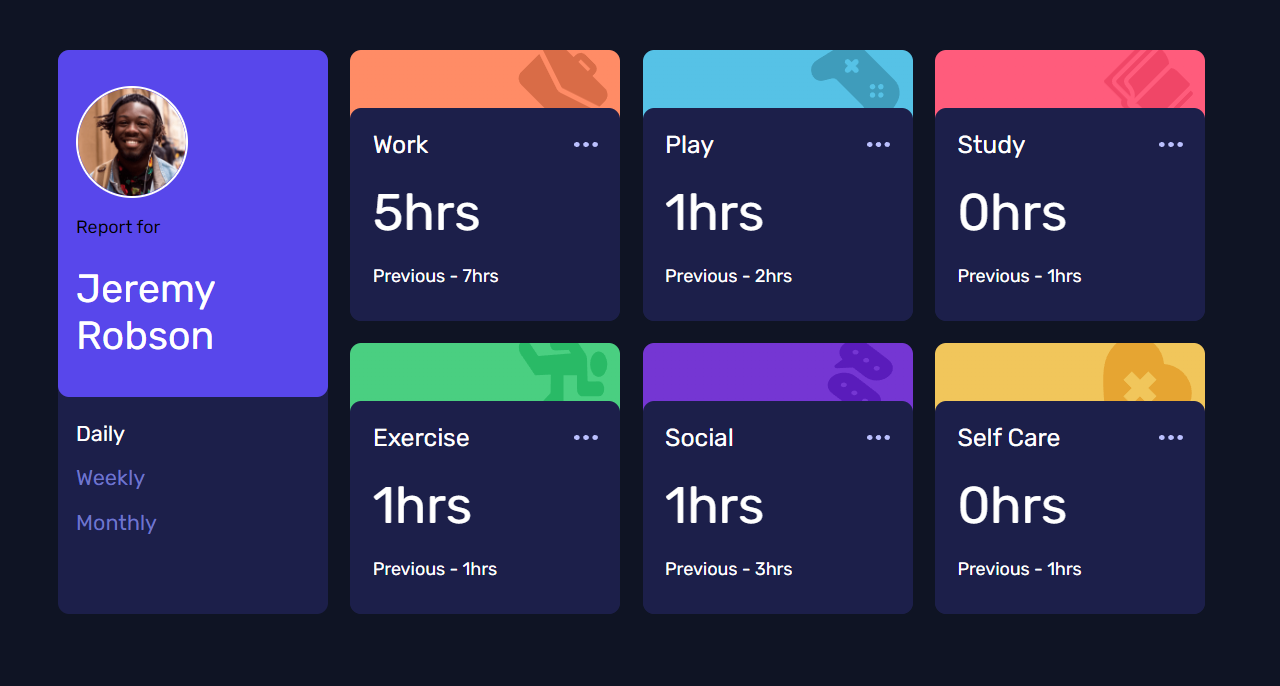 Report for
Jeremy
Robson
Daily
Weekly
Monthly
Work
5hrs
Previous - 7hrs
Play
1hrs
Previous - 2hrs
Study
0hrs
Previous - 1hrs
Exercise
1hrs
Previous - 1hrs
Social
1hrs
Previous - 3hrs
Self Care
0hrs
Previous - 1hrs